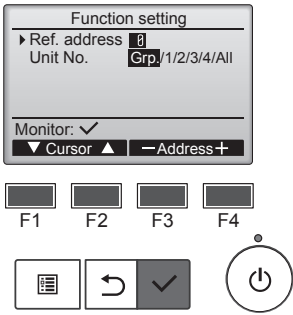 Function setting
Ref. address 0
Unit No. Grp./1/2/3/4/All
Monitor: ✓
▼ Cursor ▲ −Address+
F1 F2 F3 F4